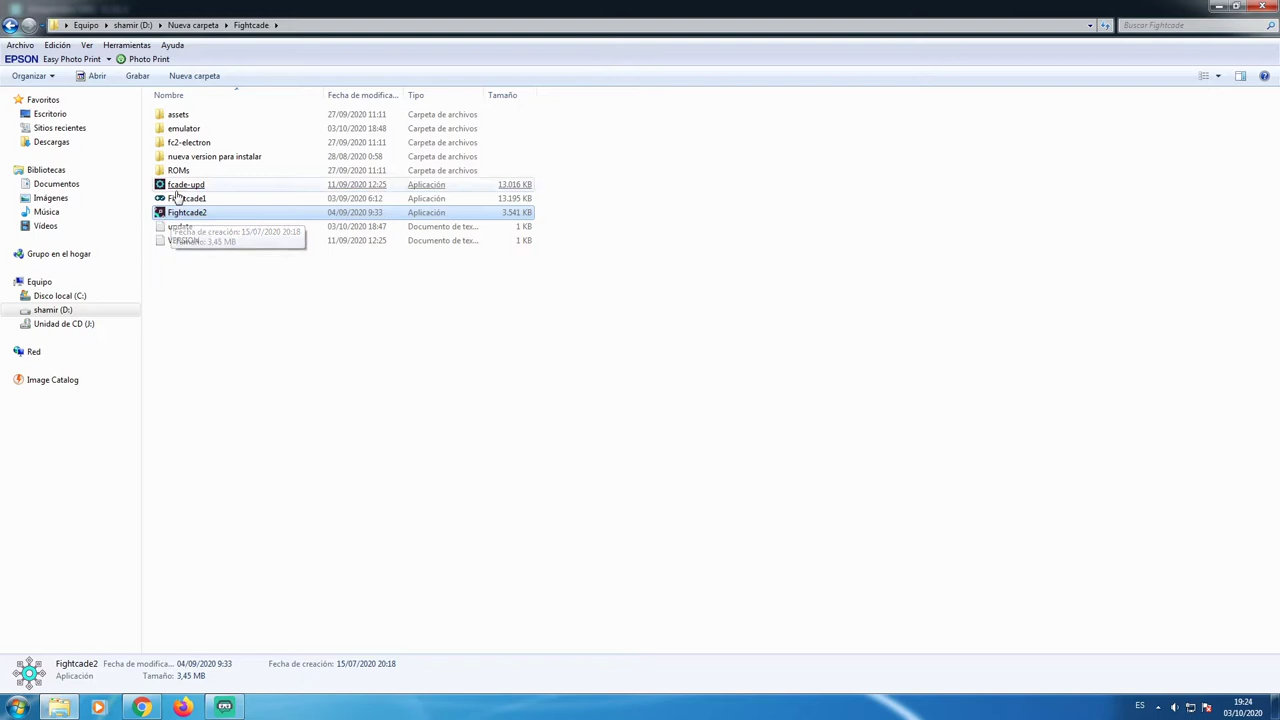 Equipo ▸ shamir (D:) ▸ Nueva carpeta ▸ Fightcade ▸
Buscar Fightcade
Archivo Edición Ver Herramientas Ayuda
EPSON Easy Photo Print Photo Print
Organizar Abrir Grabar Nueva carpeta
Nombre Fecha de modifica... Tipo Tamaño
Favoritos
Escritorio
Sitios recientes
Descargas
Bibliotecas
Documentos
Imágenes
Música
Vídeos
Grupo en el hogar
Equipo
Disco local (C:)
shamir (D:)
Unidad de CD (J:)
Red
Image Catalog
assets 27/09/2020 11:11 Carpeta de archivos
emulator 03/10/2020 18:48 Carpeta de archivos
fc2-electron 27/09/2020 11:11 Carpeta de archivos
nueva version para instalar 28/08/2020 0:58 Carpeta de archivos
ROMs 27/09/2020 11:11 Carpeta de archivos
fcade-upd 11/09/2020 12:25 Aplicación 13.016 KB
Fightcade1 03/09/2020 6:12 Aplicación 13.195 KB
Fightcade2 04/09/2020 9:33 Aplicación 3.541 KB
update 03/10/2020 18:47 Documento de tex... 1 KB
VERSION 11/09/2020 12:25 Documento de tex... 1 KB
Fecha de creación: 15/07/2020 20:18
Tamaño: 3,45 MB
Fightcade2 Fecha de modifica... 04/09/2020 9:33 Fecha de creación: 15/07/2020 20:18
Aplicación Tamaño: 3,45 MB
ES 19:24
03/10/2020